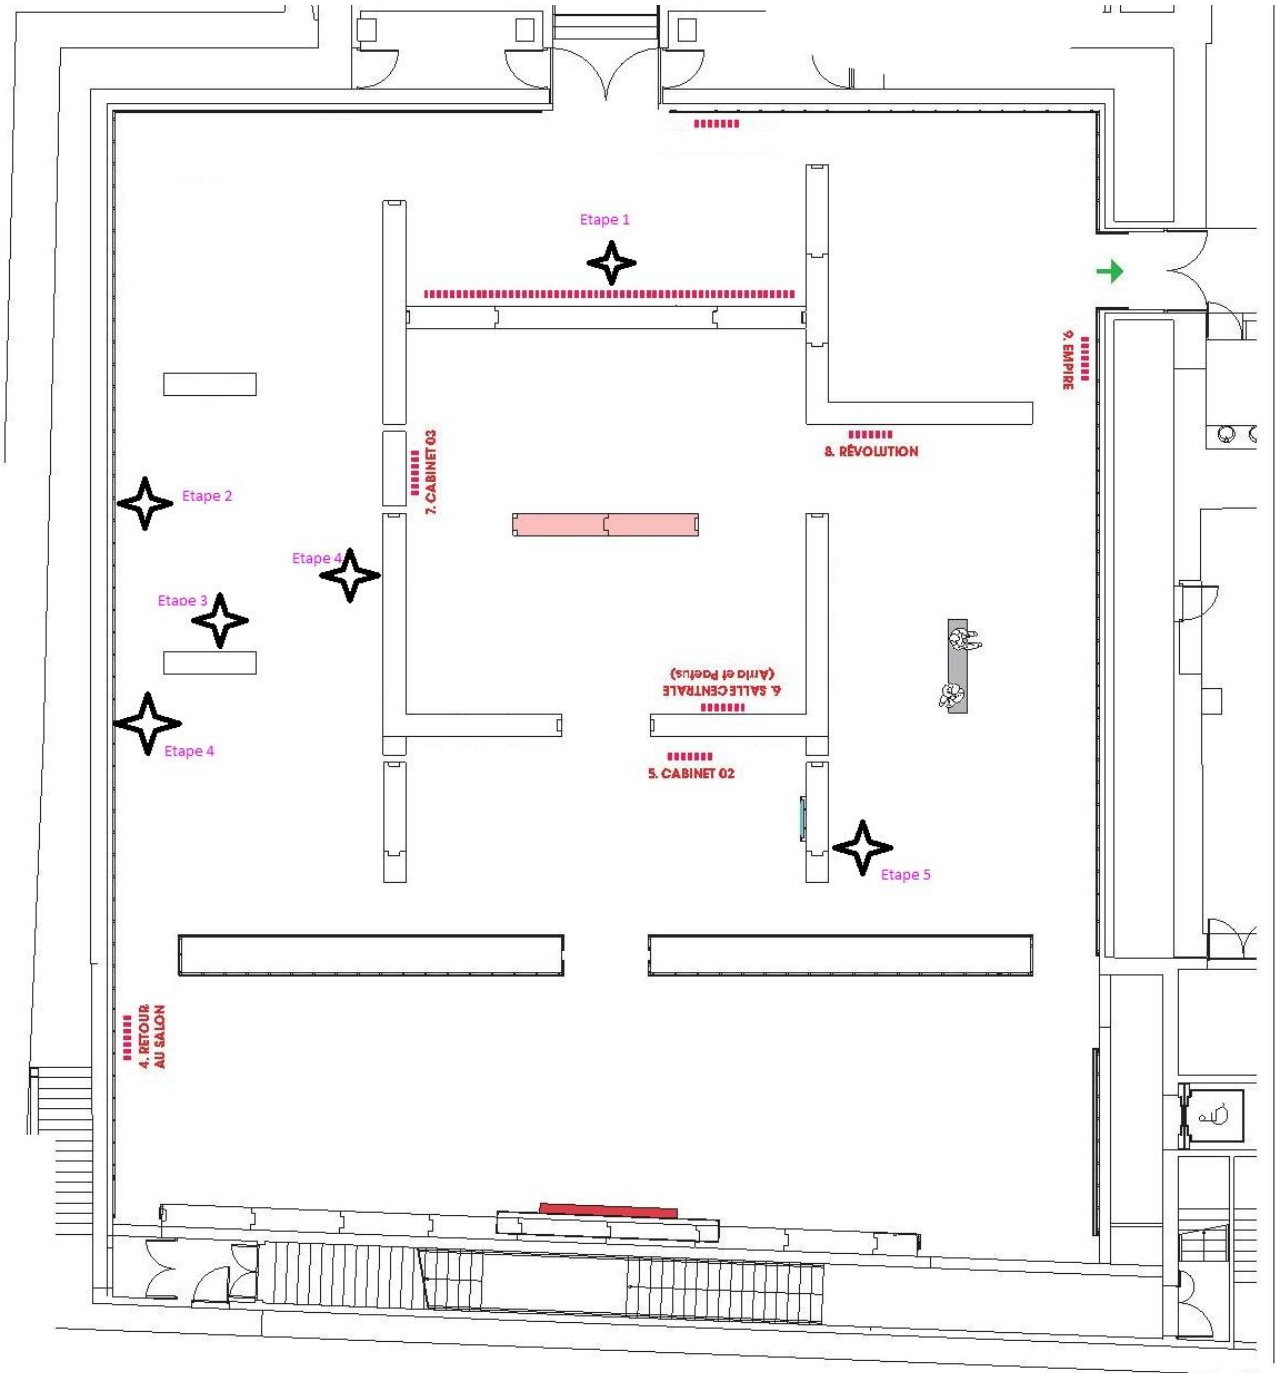 Etape 1
9. EMPIRE
7. CABINET 03
8. RÉVOLUTION
Etape 2
Etape 4
Etape 3
6. SALLE CENTRALE
(Arria et Paetus)
Etape 4
5. CABINET 02
Etape 5
4. RETOUR
AU SALON